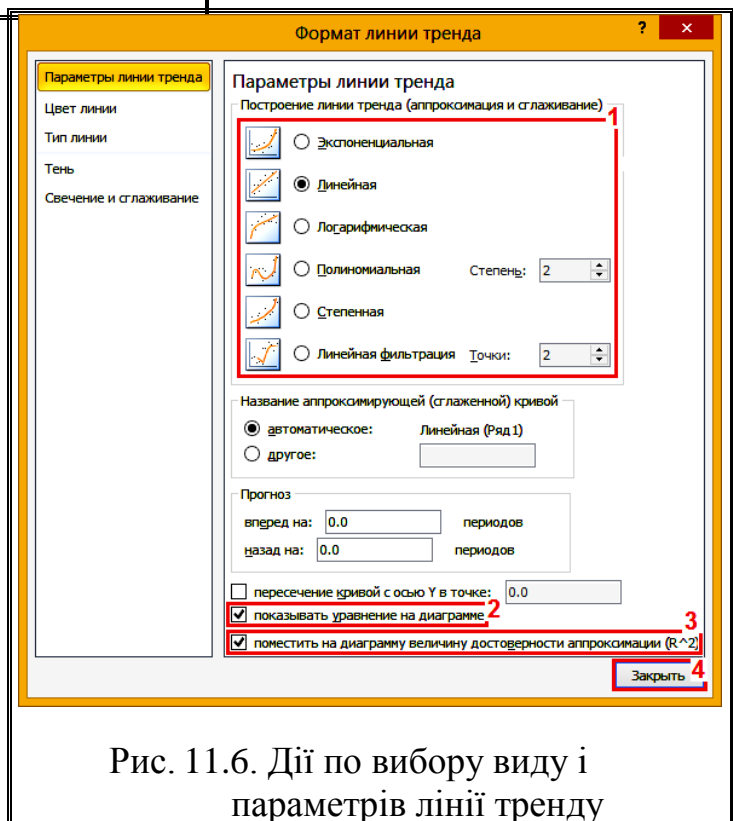 Формат линии тренда
? ×
Параметры линии тренда
Цвет линии
Тип линии
Тень
Свечение и сглаживание
Параметры линии тренда
Построение линии тренда (аппроксимация и сглаживание)
1
Экспоненциальная
Линейная
Логарифмическая
Полиномиальная Степень: 2
Степенная
Линейная фильтрация Точки: 2
Название аппроксимирующей (сглаженной) кривой
автоматическое: Линейная (Ряд1)
другое:
Прогноз
вперед на: 0.0 периодов
назад на: 0.0 периодов
пересечение кривой с осью Y в точке: 0.0
показывать уравнение на диаграмме 2
3
поместить на диаграмму величину достоверности аппроксимации (R^2)
Закрыть 4
Рис. 11.6. Дії по вибору виду і
параметрів лінії тренду